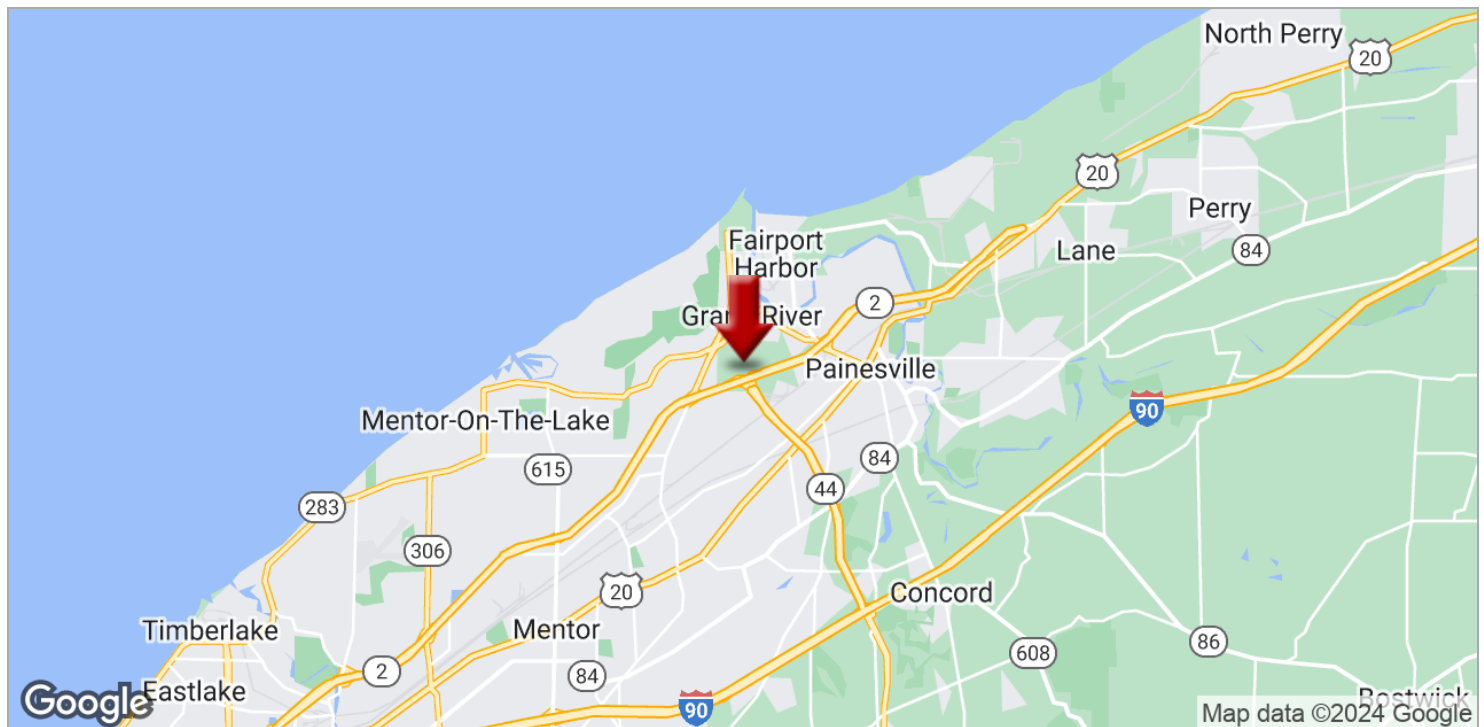 North Perry
20
20
Perry
84
Lane
Fairport
Harbor
2
River
Painesville
90
Mentor-On-The-Lake
615
84
44
283
306
20
Concord
Timberlake
Mentor
608
86
2
84
Eastlake
90
Bostwick
Google
Map data ©2024 Google